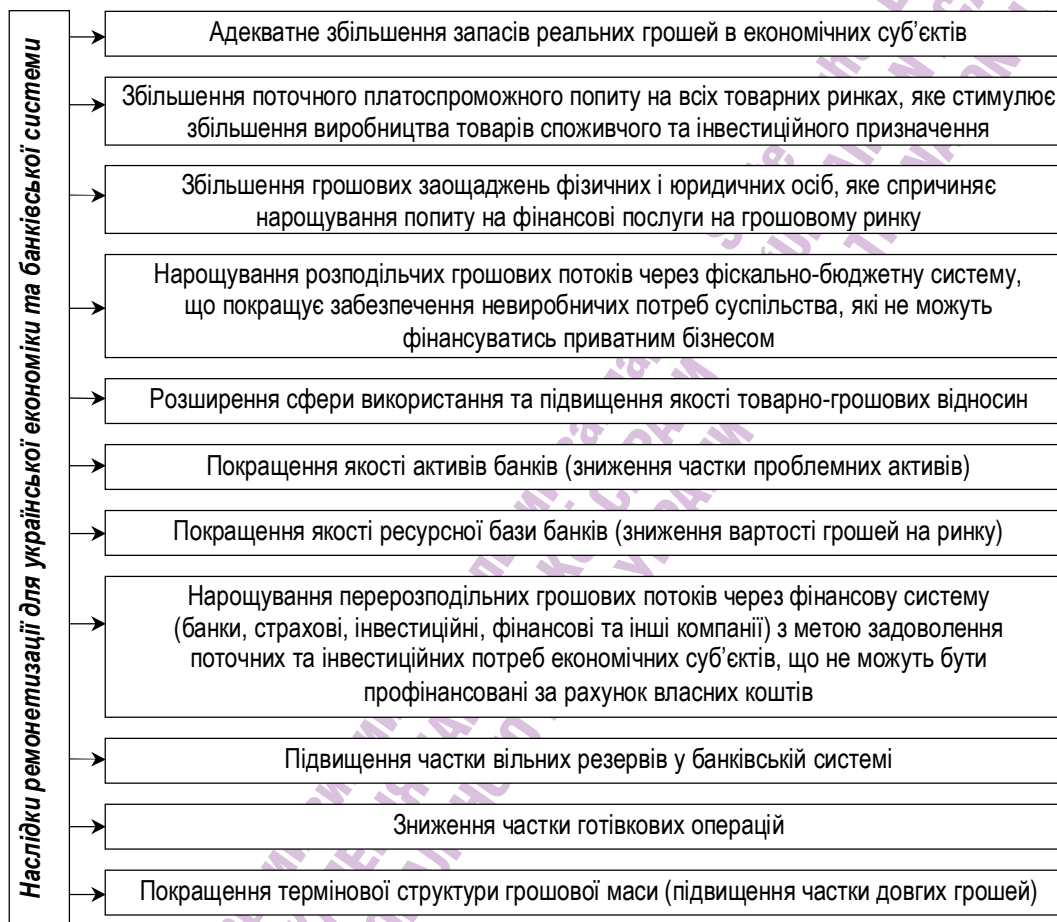 Наслідки ремонетизації для української економіки та банківської системи
Адекватне збільшення запасів реальних грошей в економічних суб’єктів
Збільшення поточного платоспроможного попиту на всіх товарних ринках, яке стимулює
збільшення виробництва товарів споживчого та інвестиційного призначення
Збільшення грошових заощаджень фізичних і юридичних осіб, яке спричиняє
нарощування попиту на фінансові послуги на грошовому ринку
Нарощування розподільчих грошових потоків через фіскально-бюджетну систему,
що покращує забезпечення невиробничих потреб суспільства, які не можуть
фінансуватись приватним бізнесом
Розширення сфери використання та підвищення якості товарно-грошових відносин
Покращення якості активів банків (зниження частки проблемних активів)
Покращення якості ресурсної бази банків (зниження вартості грошей на ринку)
Нарощування перерозподільних грошових потоків через фінансову систему
(банки, страхові, інвестиційні, фінансові та інші компанії) з метою задоволення
поточних та інвестиційних потреб економічних суб’єктів, що не можуть бути
профінансовані за рахунок власних коштів
Підвищення частки вільних резервів у банківській системі
Зниження частки готівкових операцій
Покращення термінової структури грошової маси (підвищення частки довгих грошей)